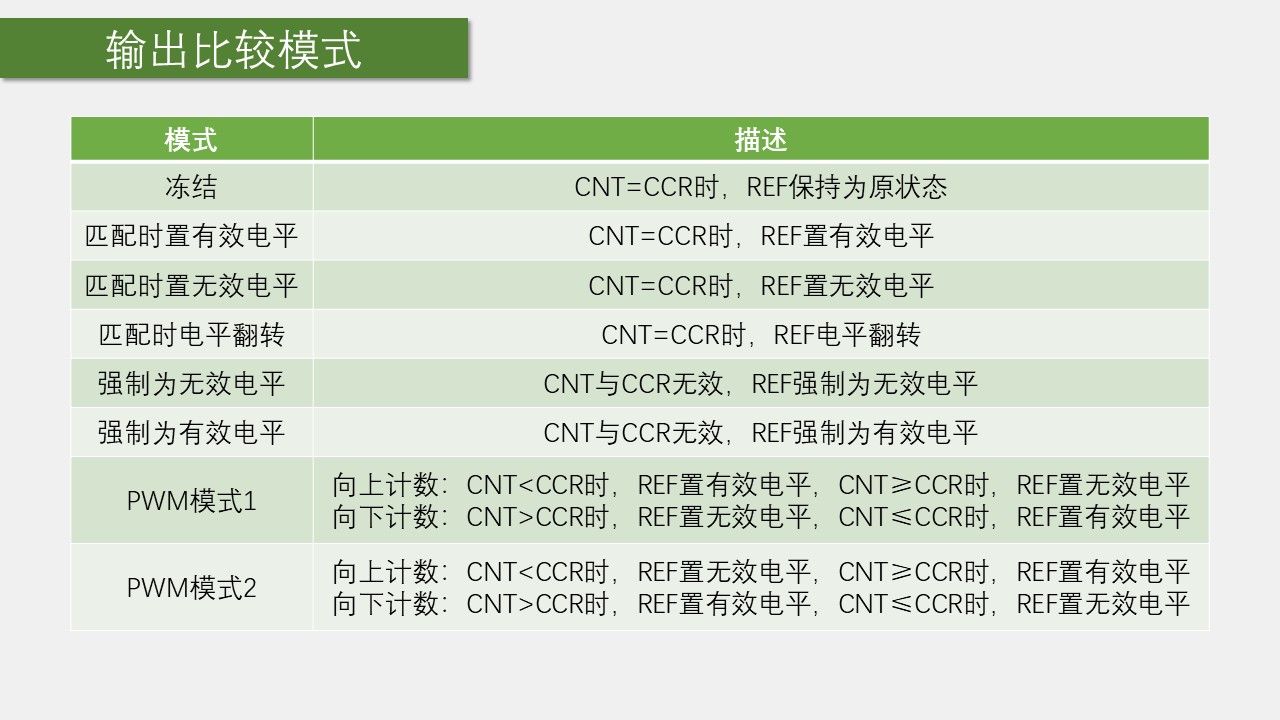 输出比较模式
模式 描述
冻结 CNT=CCR时，REF保持为原状态
匹配时置有效电平 CNT=CCR时，REF置有效电平
匹配时置无效电平 CNT=CCR时，REF置无效电平
匹配时电平翻转 CNT=CCR时，REF电平翻转
强制为无效电平 CNT与CCR无效，REF强制为无效电平
强制为有效电平 CNT与CCR无效，REF强制为有效电平
PWM模式1
向上计数：CNT<CCR时，REF置有效电平，CNT≥CCR时，REF置无效电平
向下计数：CNT>CCR时，REF置无效电平，CNT≤CCR时，REF置有效电平
PWM模式2
向上计数：CNT<CCR时，REF置无效电平，CNT≥CCR时，REF置有效电平
向下计数：CNT>CCR时，REF置有效电平，CNT≤CCR时，REF置无效电平